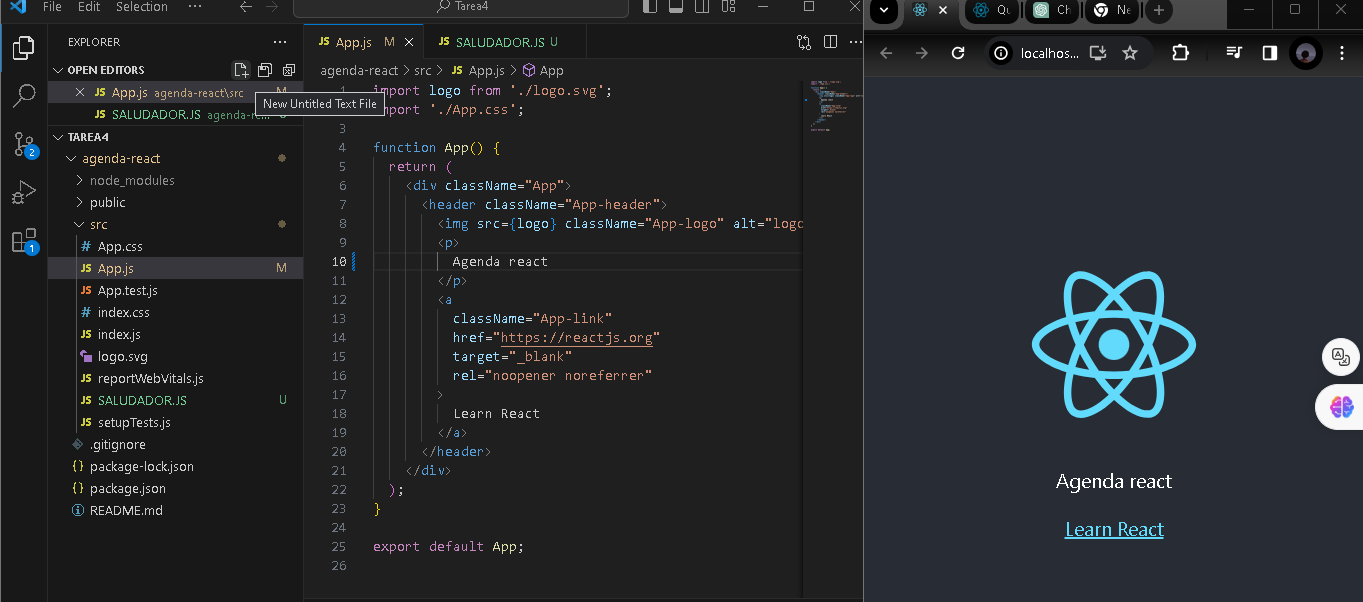 File Edit Selection ··· Tarea4
EXPLORER
OPEN EDITORS
App.js agenda-react\src M
SALUDADOR.JS agenda-re... U
New Untitled Text File
TAREA4
agenda-react
node_modules
public
src
# App.css
JS App.js M
JS App.test.js
# index.css
JS index.js
logo.svg
JS reportWebVitals.js
JS SALUDADOR.JS U
JS setupTests.js
.gitignore
{} package-lock.json
{} package.json
README.md
2
1
JS App.js M JS SALUDADOR.JS U
agenda-react > src > JS App.js > App
1 import logo from './logo.svg';
import './App.css';
3
4 function App() {
5 return (
6 <div className="App">
7 <header className="App-header">
8 <img src={logo} className="App-logo" alt="logo
9 <p>
10 Agenda react
11 </p>
12 <a
13 className="App-link"
14 href="https://reactjs.org"
15 target="_blank"
16 rel="noopener noreferrer"
17 >
18 Learn React
19 </a>
20 </header>
21 </div>
22 );
23 }
24
25 export default App;
26
Qu Ch Ne
localhos...
Agenda react
Learn React